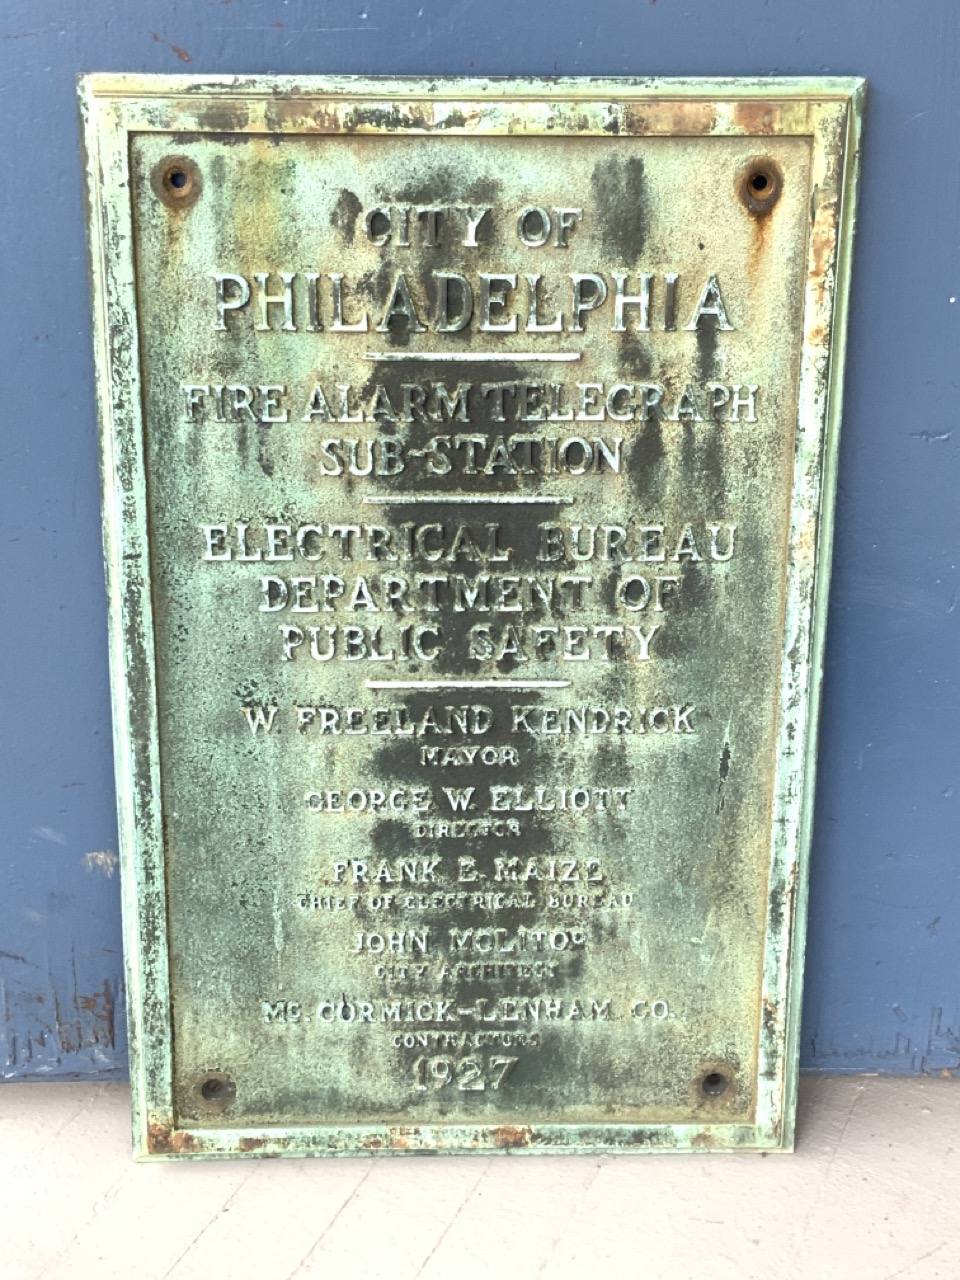 CITY OF
PHILADELPHIA
FIRE ALARM TELEGRAPH
SUB-STATION
ELECTRICAL BUREAU
DEPARTMENT OF
PUBLIC SAFETY
W. FREELAND KENDRICK
MAYOR
GEORGE W. ELLIOTT
DIRECTOR
FRANK E. MAIZE
CHIEF OF ELECTRICAL BUREAU
JOHN MOLITOR
CITY ARCHITECT
MC. CORMICK-LENHAM CO.
CONTRACTORS
1927